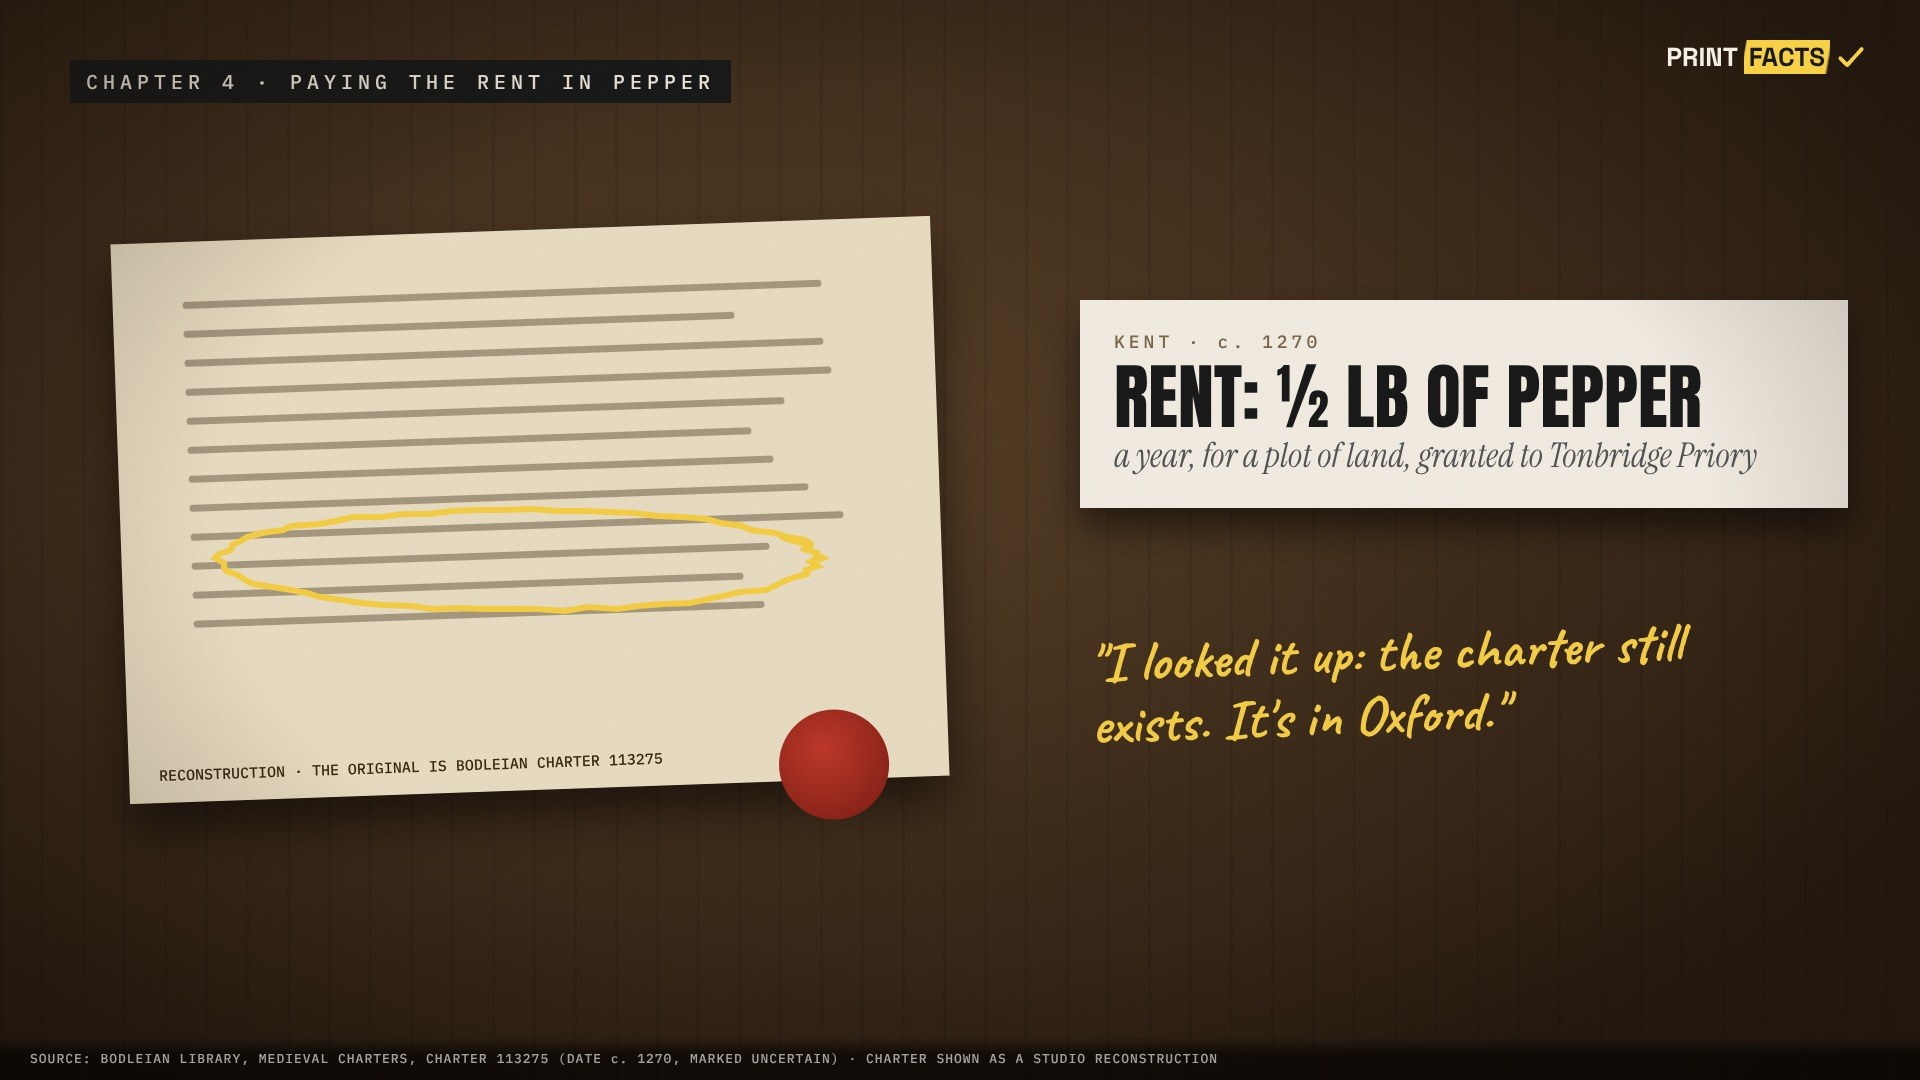 CHAPTER 4 · PAYING THE RENT IN PEPPER
PRINT FACTS
KENT · c. 1270
RENT: ½ LB OF PEPPER
a year, for a plot of land, granted to Tonbridge Priory
"I looked it up: the charter still
exists. It's in Oxford."
RECONSTRUCTION · THE ORIGINAL IS BODLEIAN CHARTER 113275
SOURCE: BODLEIAN LIBRARY, MEDIEVAL CHARTERS, CHARTER 113275 (DATE c. 1270, MARKED UNCERTAIN) · CHARTER SHOWN AS A STUDIO RECONSTRUCTION